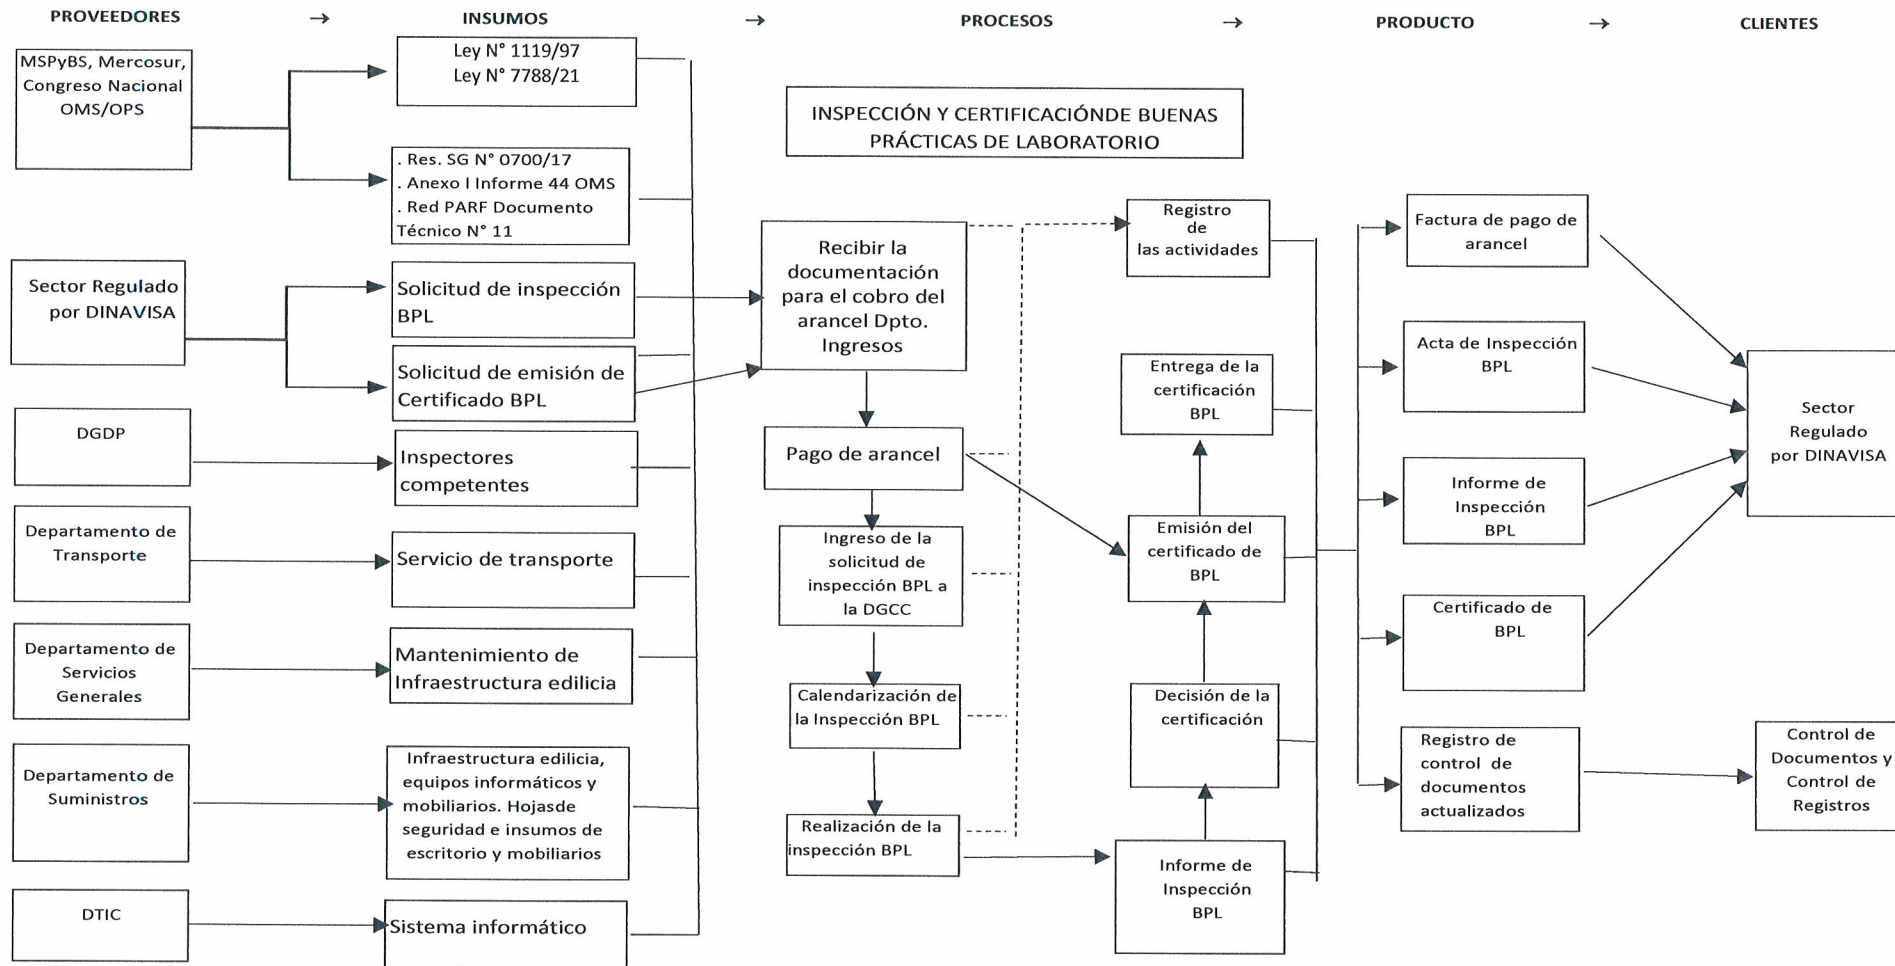 PROVEEDORES → INSUMOS → PROCESOS → PRODUCTO → CLIENTES
MSPyBS, Mercosur,
Congreso Nacional
OMS/OPS
Sector Regulado
por DINAVISA
DGDP
Departamento de
Transporte
Departamento de
Servicios
Generales
Departamento de
Suministros
DTIC
Ley N° 1119/97
Ley N° 7788/21
. Res. SG N° 0700/17
. Anexo I Informe 44 OMS
. Red PARF Documento
Técnico N° 11
Solicitud de inspección
BPL
Solicitud de emisión de
Certificado BPL
Inspectores
competentes
Servicio de transporte
Mantenimiento de
Infraestructura edilicia
Infraestructura edilicia,
equipos informáticos y
mobiliarios. Hojasde
seguridad e insumos de
escritorio y mobiliarios
Sistema informático
INSPECCIÓN Y CERTIFICACIÓNDE BUENAS
PRÁCTICAS DE LABORATORIO
Recibir la
documentación
para el cobro del
arancel Dpto.
Ingresos
Pago de arancel
Ingreso de la
solicitud de
inspección BPL a
la DGCC
Calendarización de
la Inspección BPL
Realización de la
inspección BPL
Registro
de
las actividades
Entrega de la
certificación
BPL
Emisión del
certificado de
BPL
Decisión de la
certificación
Informe de
Inspección
BPL
Factura de pago de
arancel
Acta de Inspección
BPL
Informe de
Inspección
BPL
Certificado de
BPL
Registro de
control de
documentos
actualizados
Sector
Regulado
por DINAVISA
Control de
Documentos y
Control de
Registros